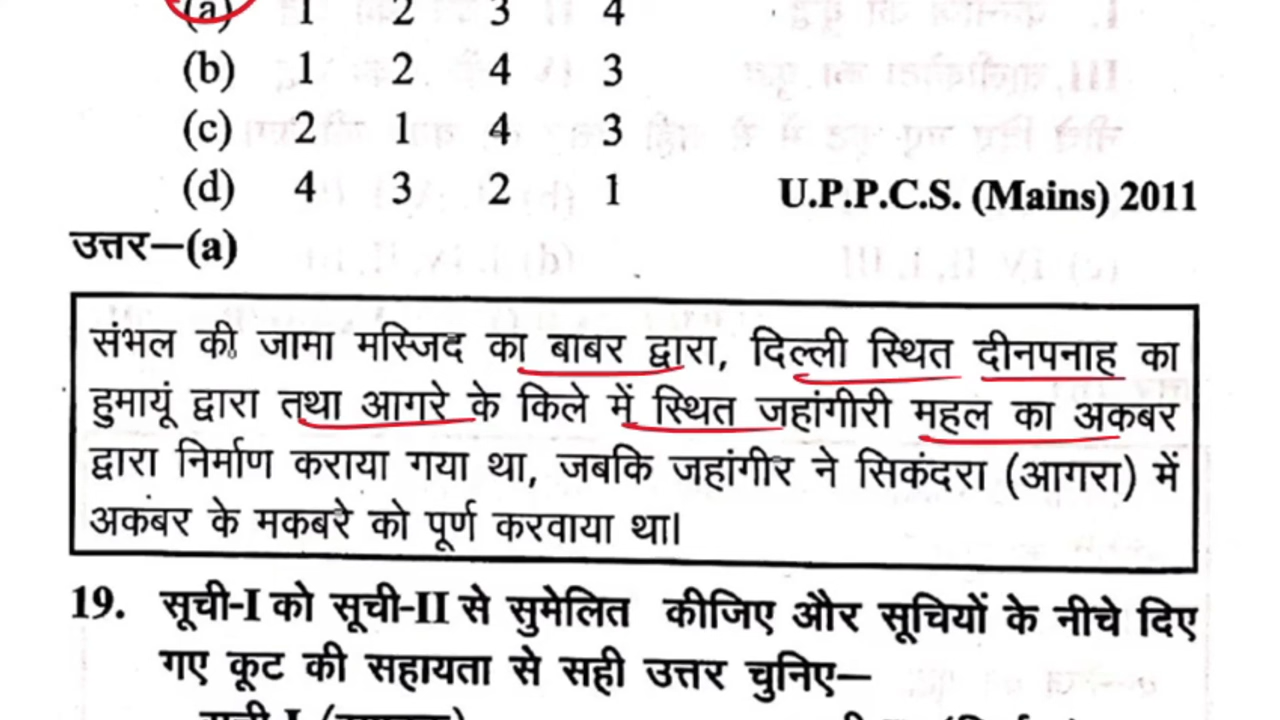 (a) 1 2 3 4
(b) 1 2 4 3
(c) 2 1 4 3
(d) 4 3 2 1 U.P.P.C.S. (Mains) 2011
उत्तर—(a)
संभल की जामा मस्जिद का बाबर द्वारा, दिल्ली स्थित दीनपनाह का
हुमायूं द्वारा तथा आगरे के किले में स्थित जहांगीरी महल का अकबर
द्वारा निर्माण कराया गया था, जबकि जहांगीर ने सिकंदरा (आगरा) में
अकबर के मकबरे को पूर्ण करवाया था।
19. सूची-I को सूची-II से सुमेलित कीजिए और सूचियों के नीचे दिए
गए कूट की सहायता से सही उत्तर चुनिए—